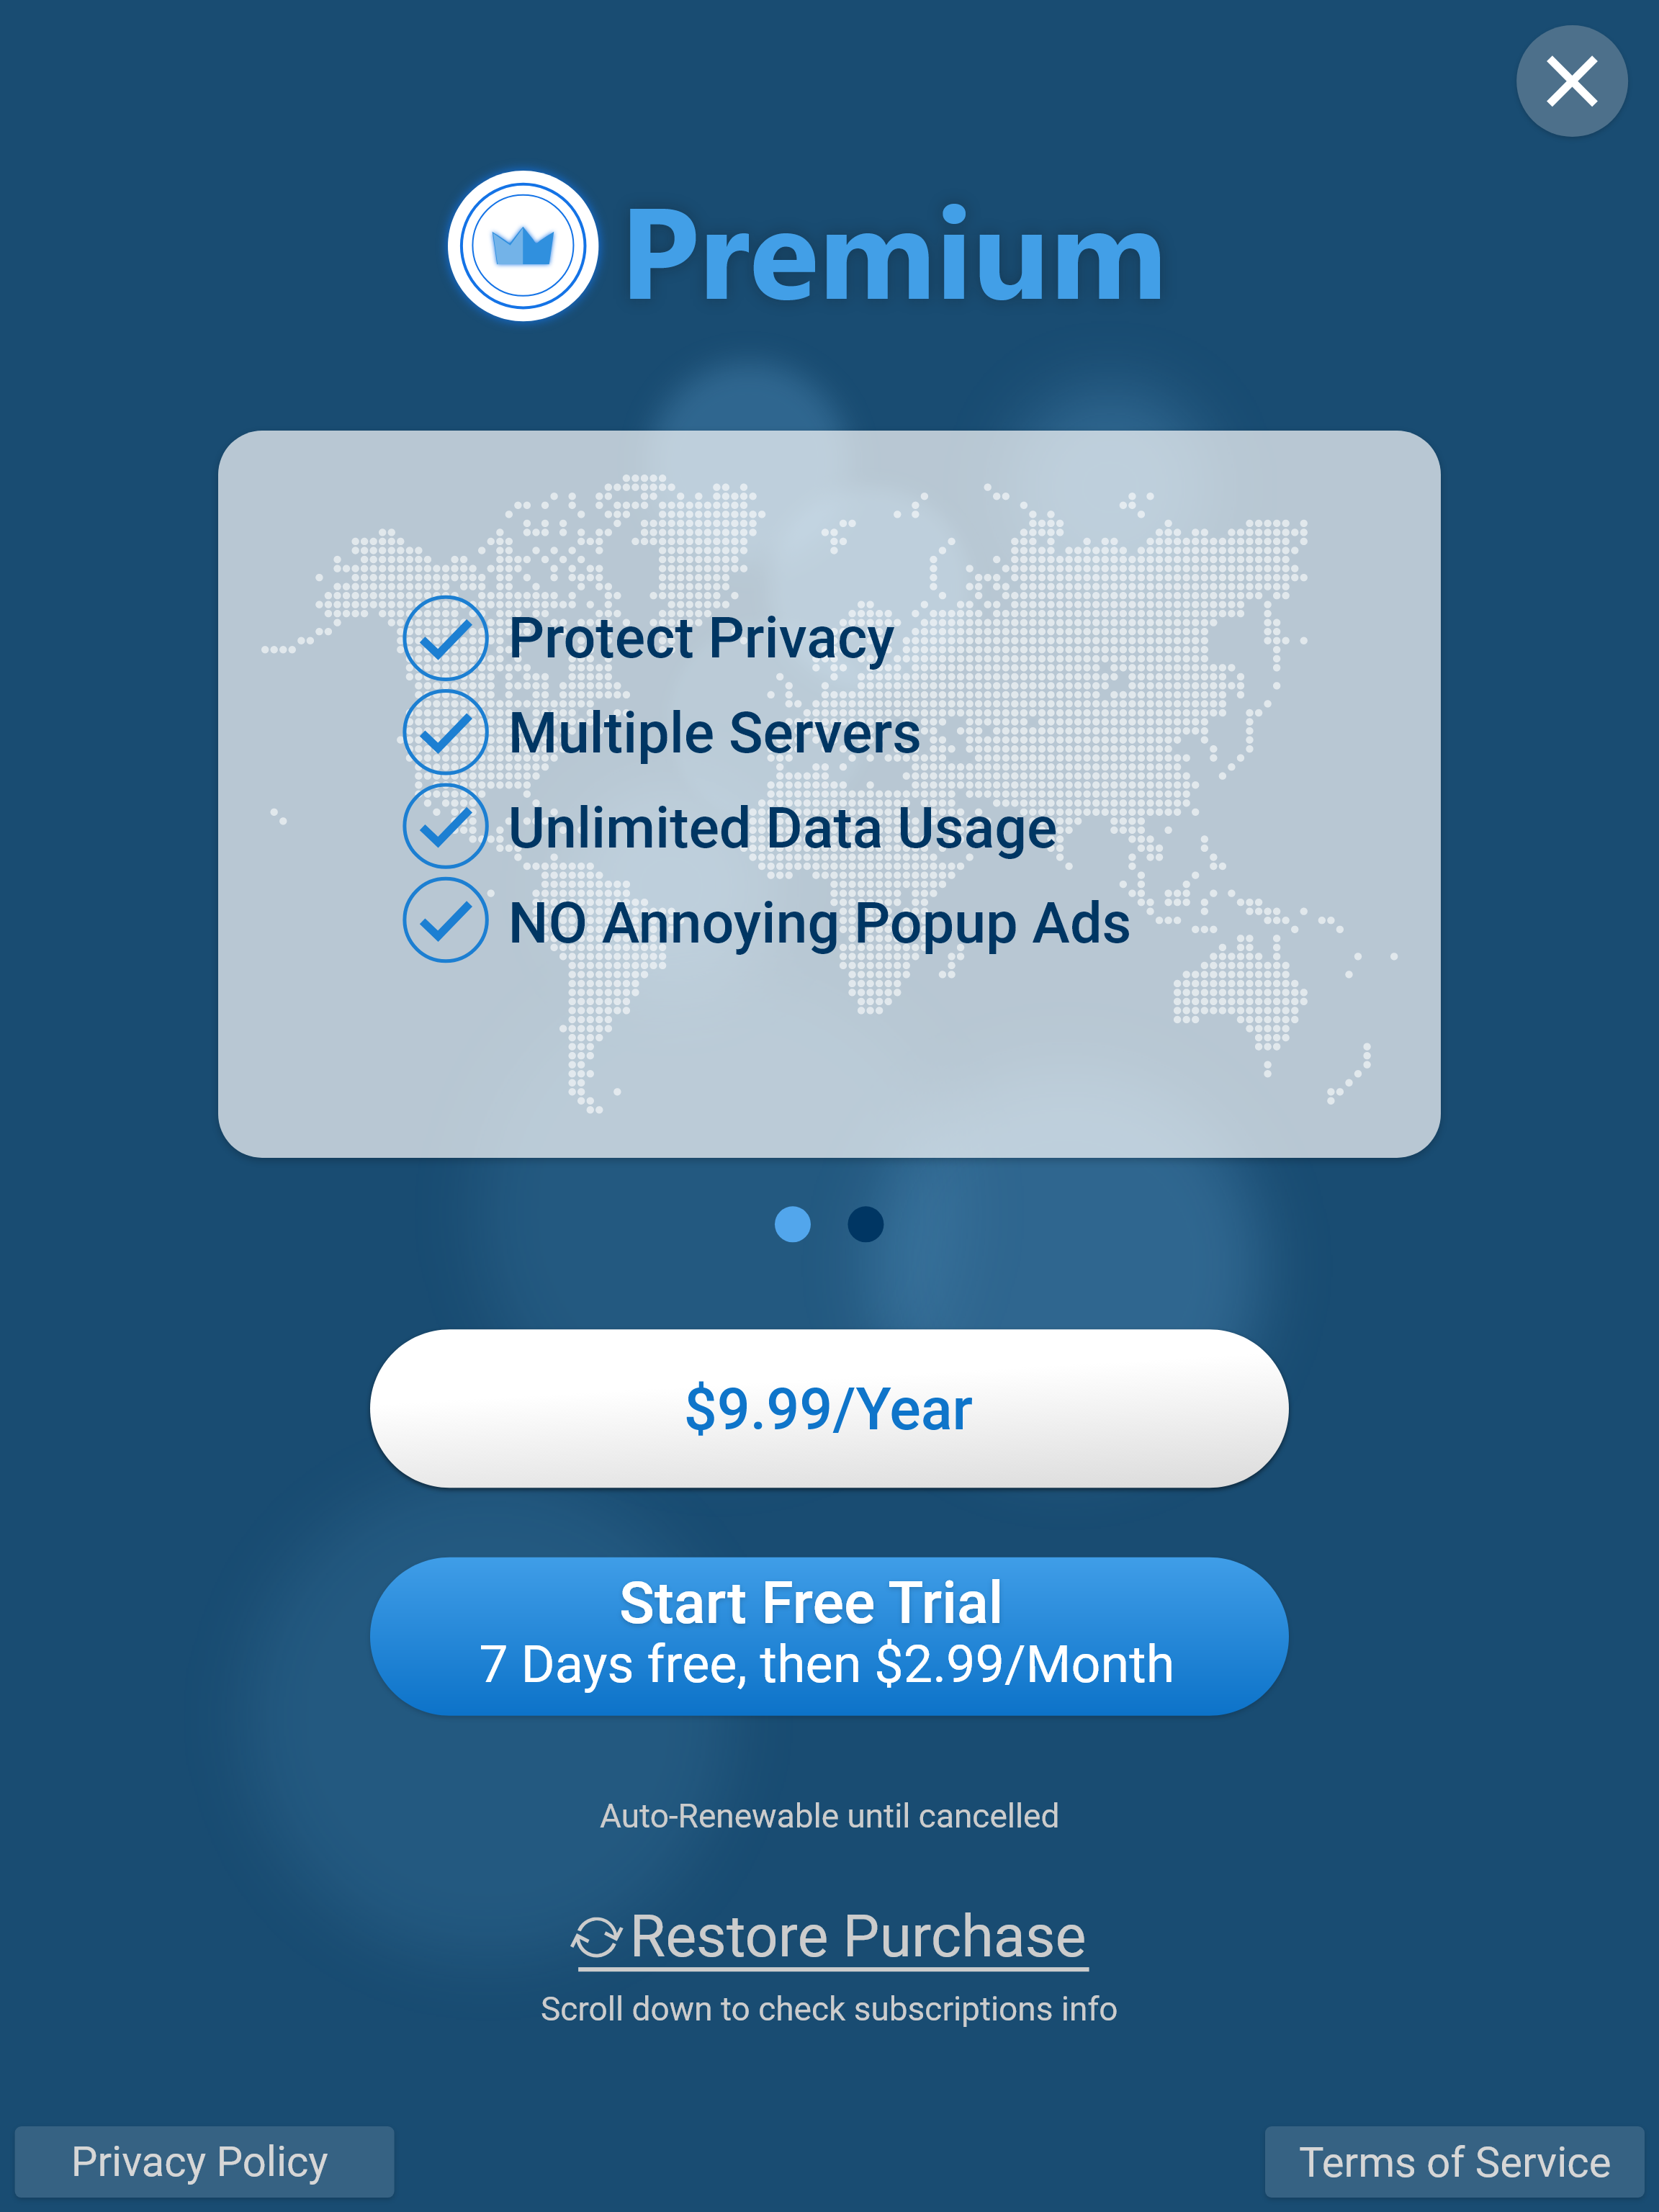 Premium
Protect Privacy
Multiple Servers
Unlimited Data Usage
NO Annoying Popup Ads
$9.99/Year
Start Free Trial
7 Days free, then $2.99/Month
Auto-Renewable until cancelled
Restore Purchase
Scroll down to check subscriptions info
Privacy Policy
Terms of Service